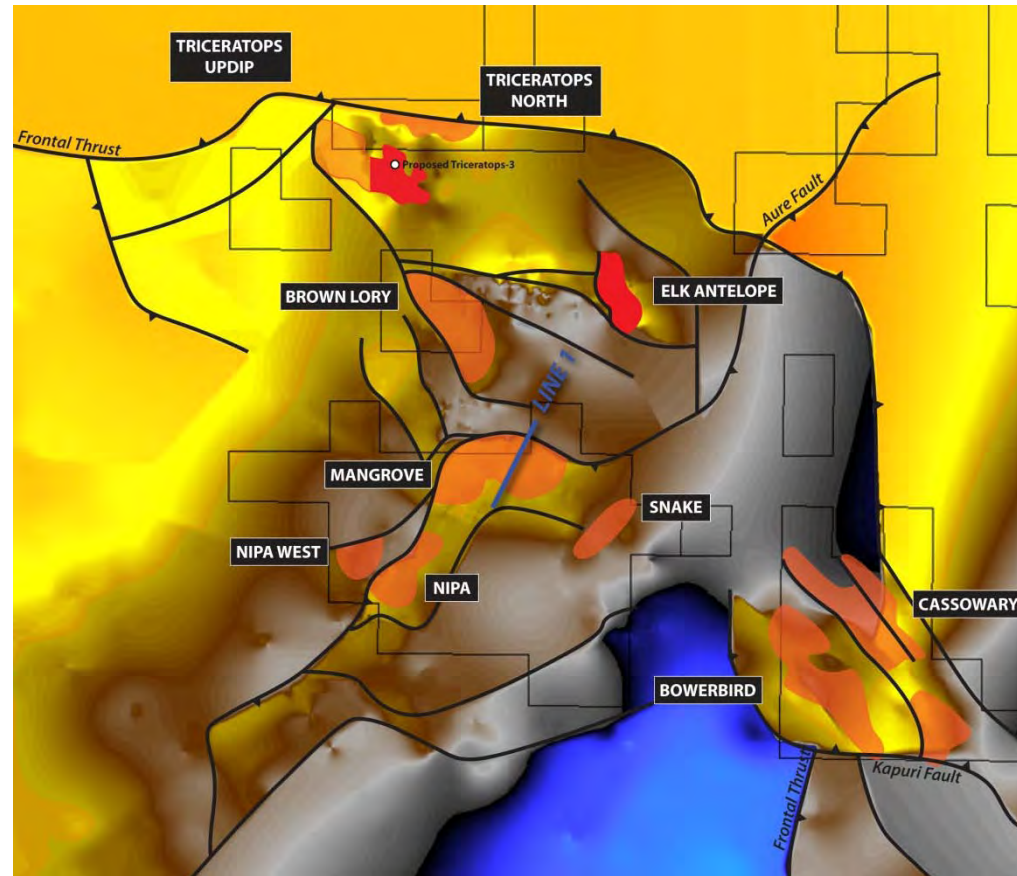 TRICERATOPS
UPDIP
TRICERATOPS
NORTH
Frontal Thrust
Proposed Triceratops-3
Aure Fault
BROWN LORY
ELK ANTELOPE
LINE 1
MANGROVE
SNAKE
NIPA WEST
NIPA
CASSOWARY
BOWERBIRD
Kapuri Fault
Frontal Thrust